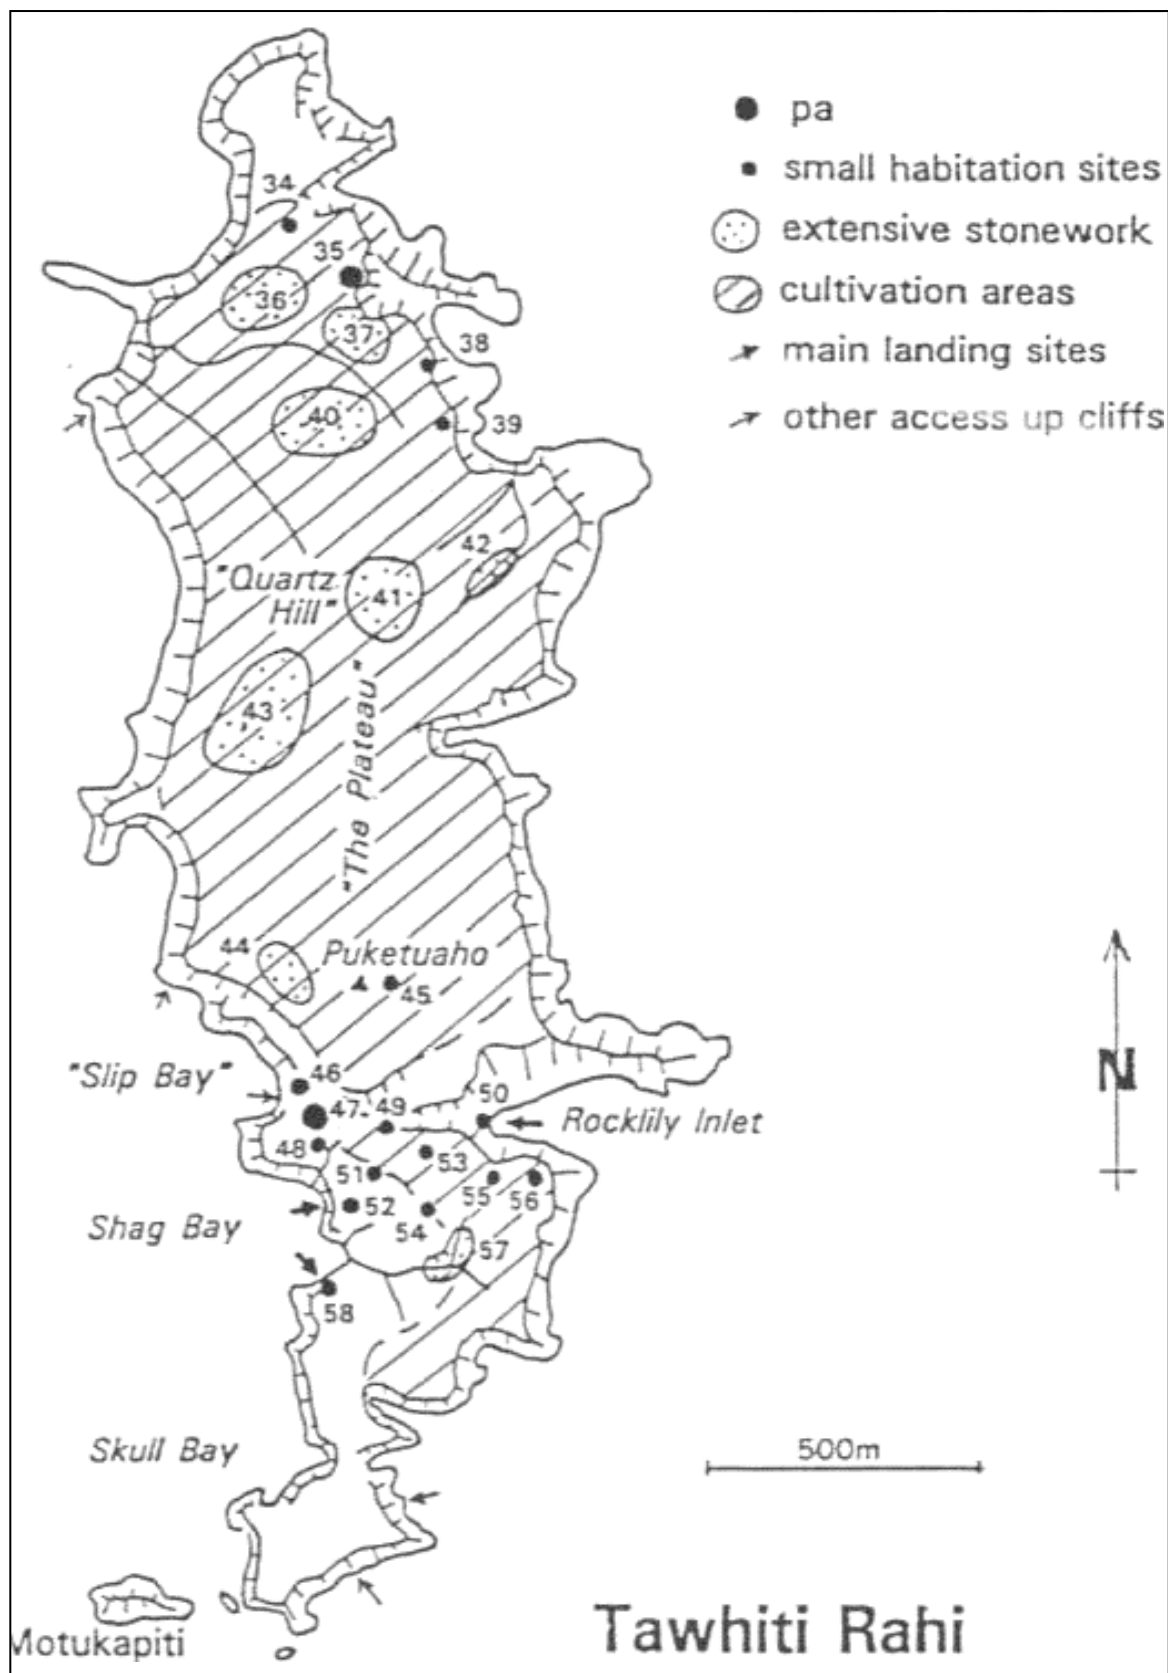 pa
small habitation sites
extensive stonework
cultivation areas
main landing sites
other access up cliffs
34
35
36
37
38
39
40
42
"Quartz
Hill"
41
43
"The Plateau"
44
Puketuaho
45
"Slip Bay"
46
47
49
50
Rocklily Inlet
48
53
51
55
56
52
Shag Bay
54
57
58
N
Skull Bay
500m
Motukapiti
Tawhiti Rahi